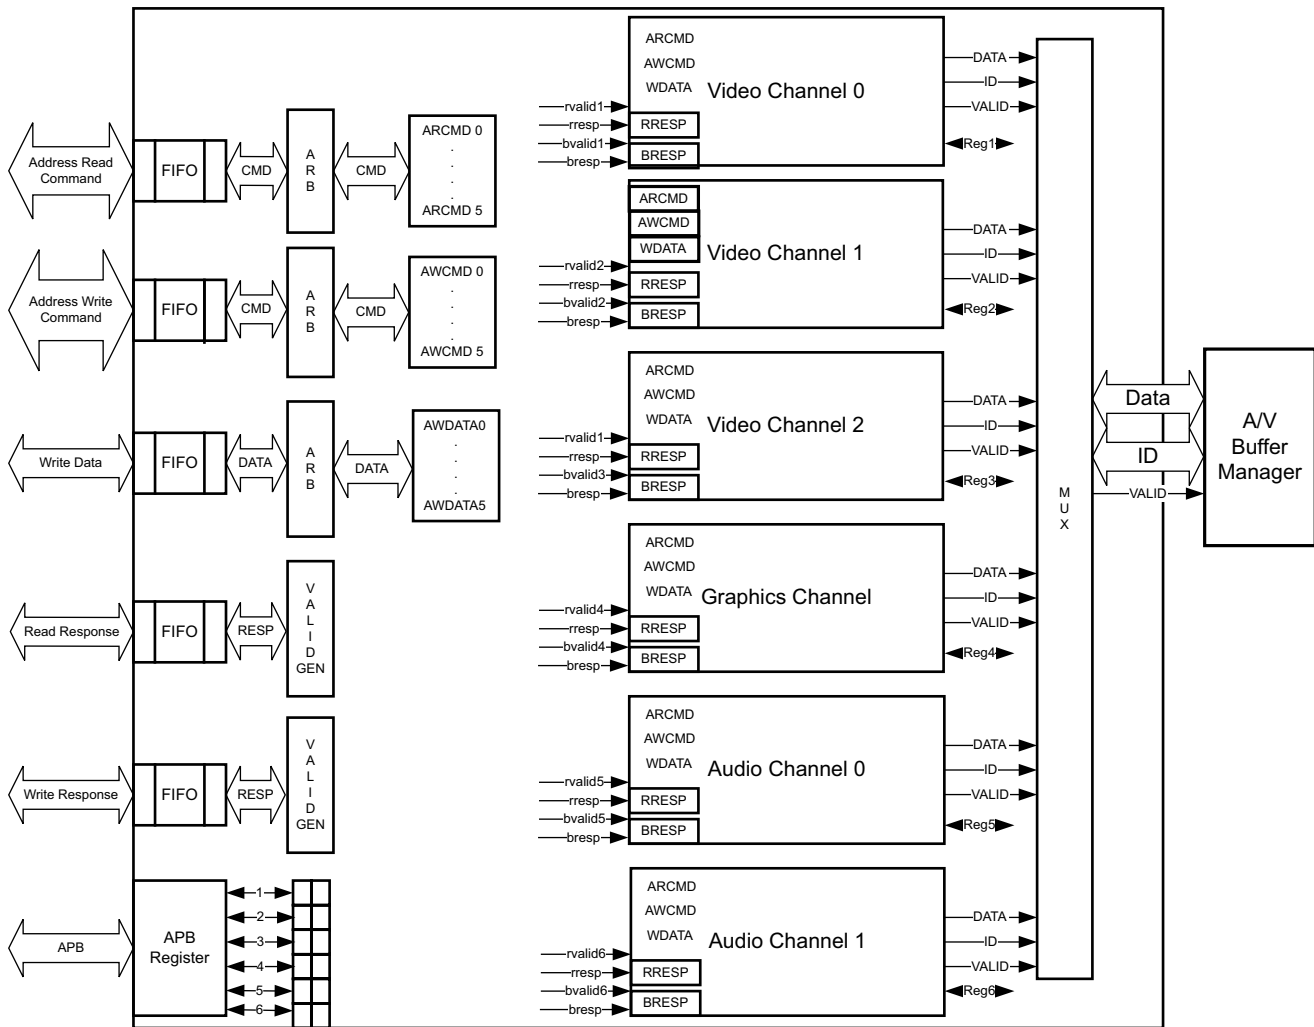 Address Read
Command
FIFO
CMD
A
R
B
CMD
ARCMD 0
.
.
.
.
ARCMD 5
Address Write
Command
FIFO
CMD
A
R
B
CMD
AWCMD 0
.
.
.
.
AWCMD 5
Write Data
FIFO
DATA
A
R
B
DATA
AWDATA0
.
.
.
.
AWDATA5
Read Response
FIFO
RESP
V
A
L
I
D
GEN
Write Response
FIFO
RESP
V
A
L
I
D
GEN
APB
APB
Register
1
2
3
4
5
6
rvalid1
rresp
bvalid1
bresp
ARCMD
AWCMD
WDATA
RRESP
BRESP
Video Channel 0
DATA
ID
VALID
Reg1
rvalid2
rresp
bvalid2
bresp
ARCMD
AWCMD
WDATA
RRESP
BRESP
Video Channel 1
DATA
ID
VALID
Reg2
rvalid1
rresp
bvalid3
bresp
ARCMD
AWCMD
WDATA
RRESP
BRESP
Video Channel 2
DATA
ID
VALID
Reg3
rvalid4
rresp
bvalid4
bresp
ARCMD
AWCMD
WDATA
RRESP
BRESP
Graphics Channel
DATA
ID
VALID
Reg4
rvalid5
rresp
bvalid5
bresp
ARCMD
AWCMD
WDATA
RRESP
BRESP
Audio Channel 0
DATA
ID
VALID
Reg5
rvalid6
rresp
bvalid6
bresp
ARCMD
AWCMD
WDATA
RRESP
BRESP
Audio Channel 1
DATA
ID
VALID
Reg6
M
U
X
Data
ID
VALID
A/V
Buffer
Manager